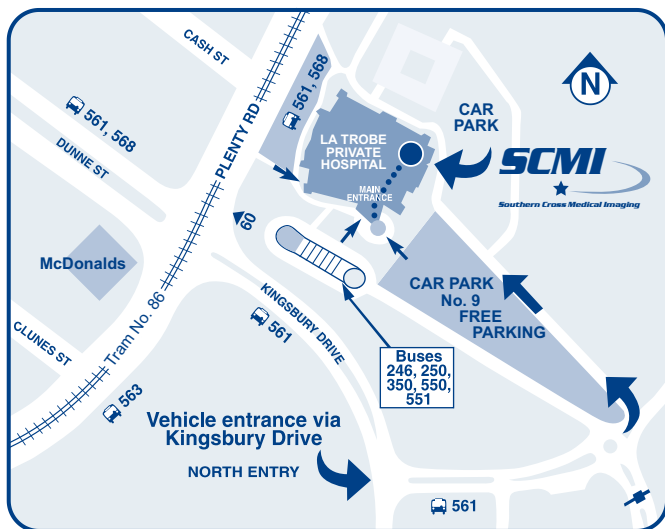 CASH ST
561, 568
PLENTY RD
561, 568
DUNNE ST
LA TROBE
PRIVATE
HOSPITAL
MAIN
ENTRANCE
CAR
PARK
N
SCMI
Southern Cross Medical Imaging
60
McDonalds
CAR PARK
No. 9
FREE
PARKING
KINGSBURY DRIVE
561
Tram No. 86
CLUNES ST
563
Buses
246, 250,
350, 550,
551
Vehicle entrance via
Kingsbury Drive
NORTH ENTRY
561